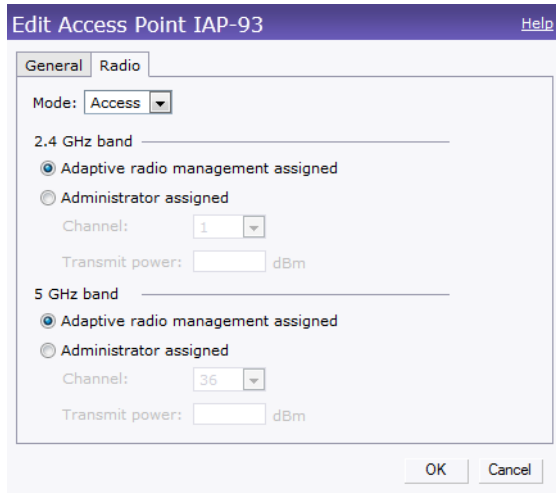 Edit Access Point IAP-93 Help
General Radio
Mode: Access
2.4 GHz band
Adaptive radio management assigned
Administrator assigned
Channel: 1
Transmit power: dBm
5 GHz band
Adaptive radio management assigned
Administrator assigned
Channel: 36
Transmit power: dBm
OK Cancel